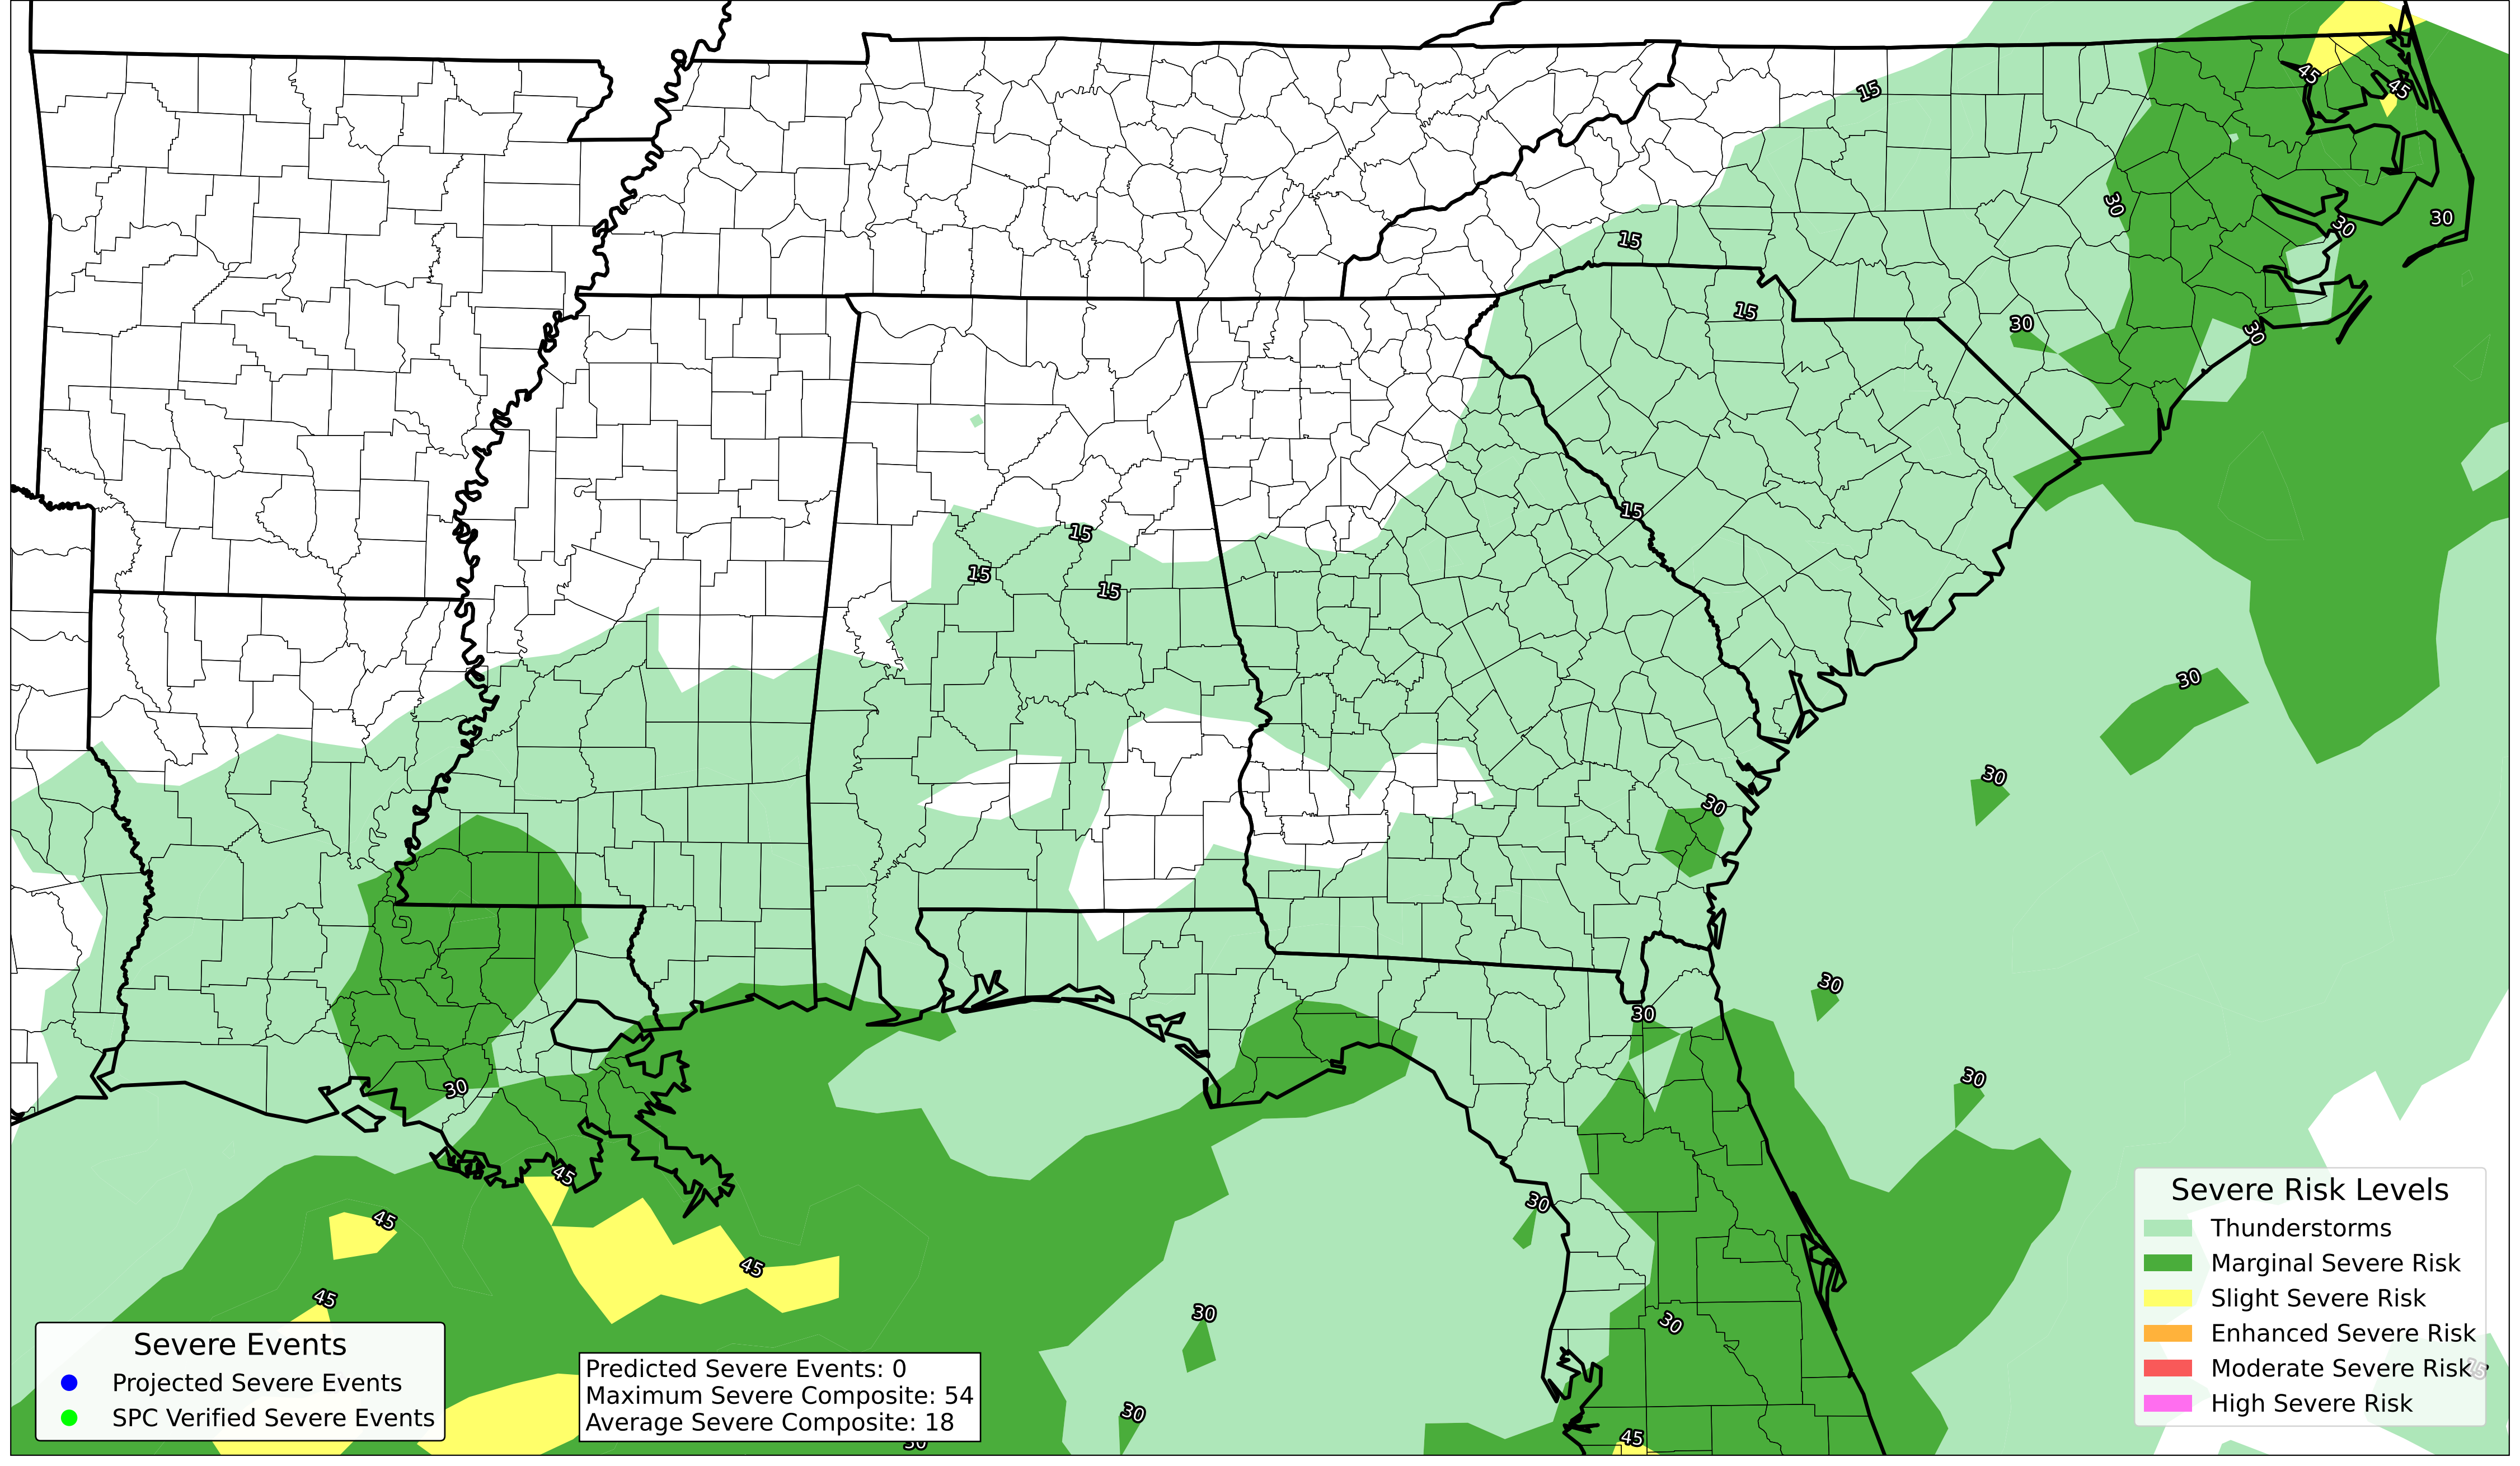 45
45
15
30
30
30
15
15
30
30
15
15
15
15
30
30
30
30
30
30
30
45
30
45
45
45
30
30
30
45
30
15
Severe Events
Projected Severe Events
SPC Verified Severe Events
Predicted Severe Events: 0
Maximum Severe Composite: 54
Average Severe Composite: 18
Severe Risk Levels
Thunderstorms
Marginal Severe Risk
Slight Severe Risk
Enhanced Severe Risk
Moderate Severe Risk
High Severe Risk